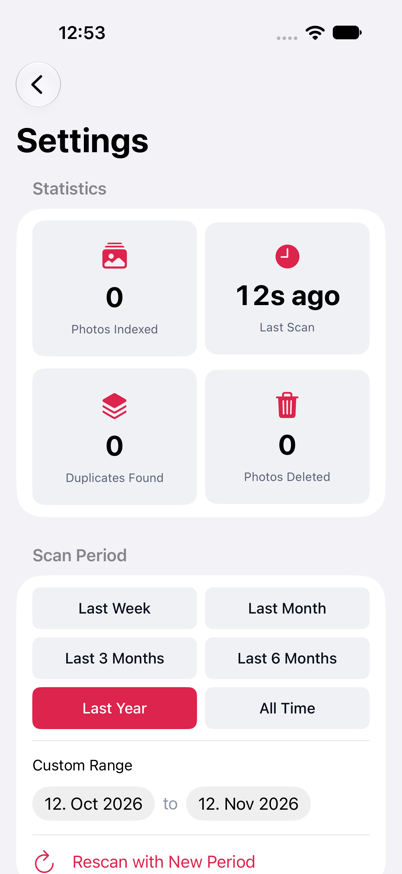 12:53
Settings
Statistics
0
Photos Indexed
12s ago
Last Scan
0
Duplicates Found
0
Photos Deleted
Scan Period
Last Week
Last Month
Last 3 Months
Last 6 Months
Last Year
All Time
Custom Range
12. Oct 2026 to 12. Nov 2026
Rescan with New Period